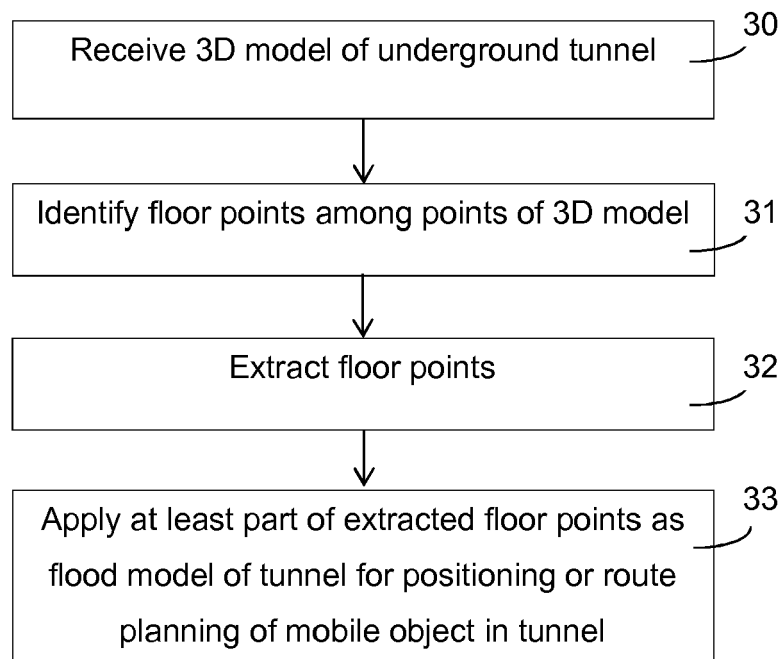 30
Receive 3D model of underground tunnel
31
Identify floor points among points of 3D model
32
Extract floor points
33
Apply at least part of extracted floor points as
flood model of tunnel for positioning or route
planning of mobile object in tunnel